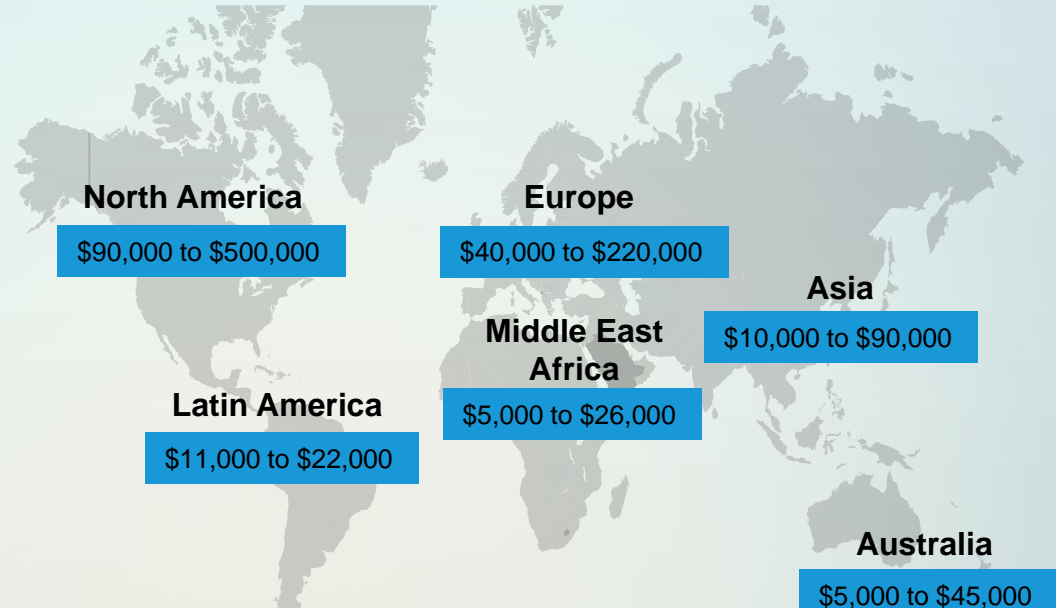 North America
$90,000 to $500,000
Europe
$40,000 to $220,000
Asia
$10,000 to $90,000
Middle East
Africa
$5,000 to $26,000
Latin America
$11,000 to $22,000
Australia
$5,000 to $45,000